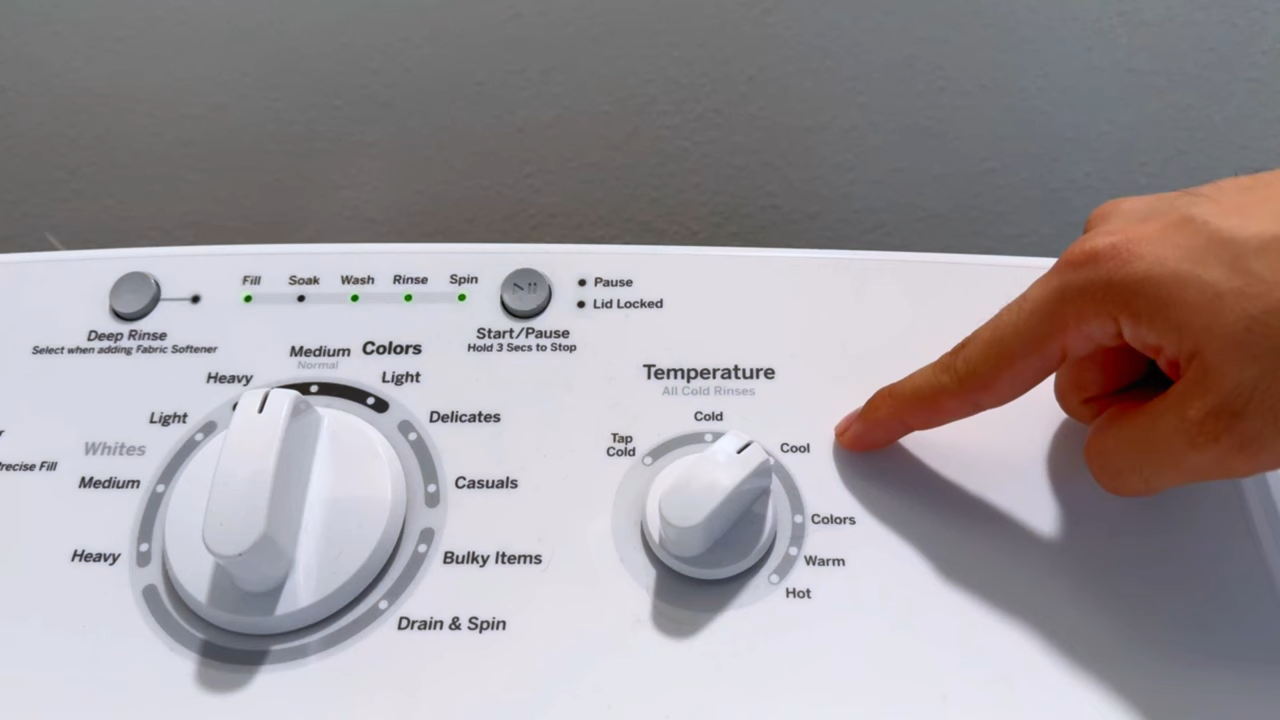 Fill Soak Wash Rinse Spin
Pause
Lid Locked
Deep Rinse
Select when adding Fabric Softener
Start/Pause
Hold 3 Secs to Stop
Medium Colors
Normal
Heavy
Light
Light
Delicates
Whites
Medium
Casuals
Heavy
Bulky Items
Drain & Spin
Temperature
All Cold Rinses
Cold
Tap
Cold
Cool
Colors
Warm
Hot
Fill